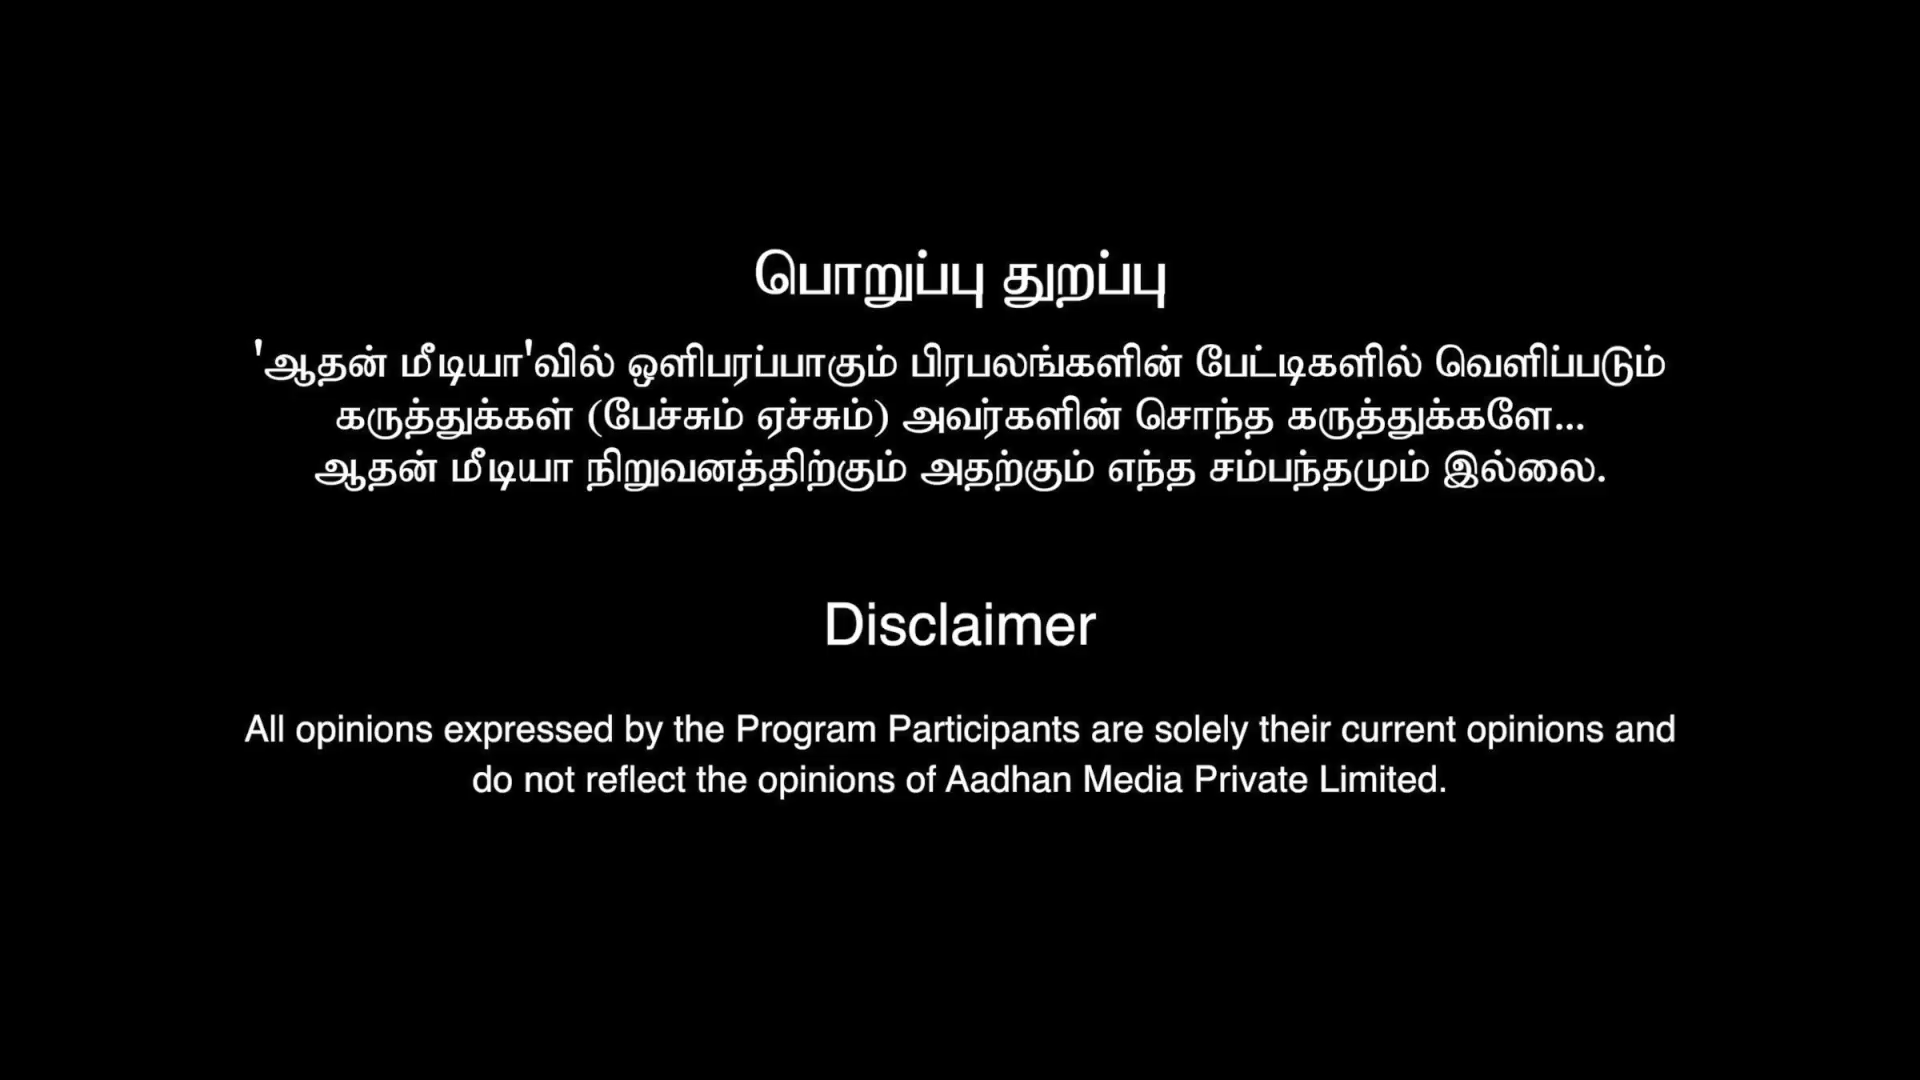 பொறுப்பு துறப்பு
'ஆதன் மீடியா'வில் ஒளிபரப்பாகும் பிரபலங்களின் பேட்டிகளில் வெளிப்படும்
கருத்துக்கள் (பேச்சும் ஏச்சும்) அவர்களின் சொந்த கருத்துக்களே...
ஆதன் மீடியா நிறுவனத்திற்கும் அதற்கும் எந்த சம்பந்தமும் இல்லை.
Disclaimer
All opinions expressed by the Program Participants are solely their current opinions and
do not reflect the opinions of Aadhan Media Private Limited.